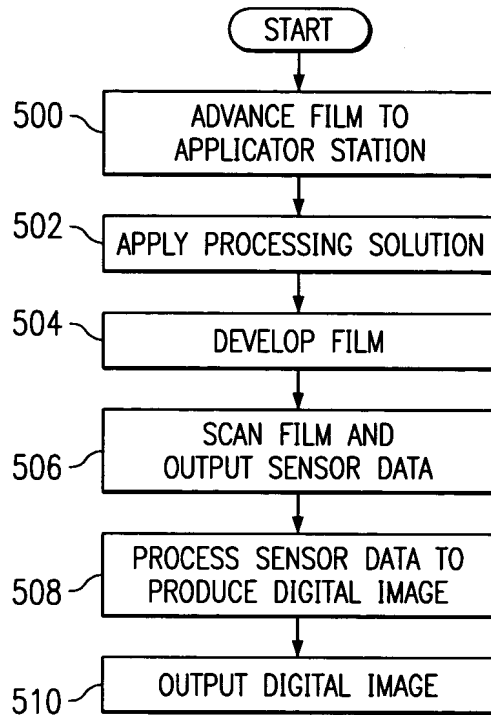 START
500
ADVANCE FILM TO
APPLICATOR STATION
502
APPLY PROCESSING SOLUTION
504
DEVELOP FILM
506
SCAN FILM AND
OUTPUT SENSOR DATA
508
PROCESS SENSOR DATA TO
PRODUCE DIGITAL IMAGE
510
OUTPUT DIGITAL IMAGE